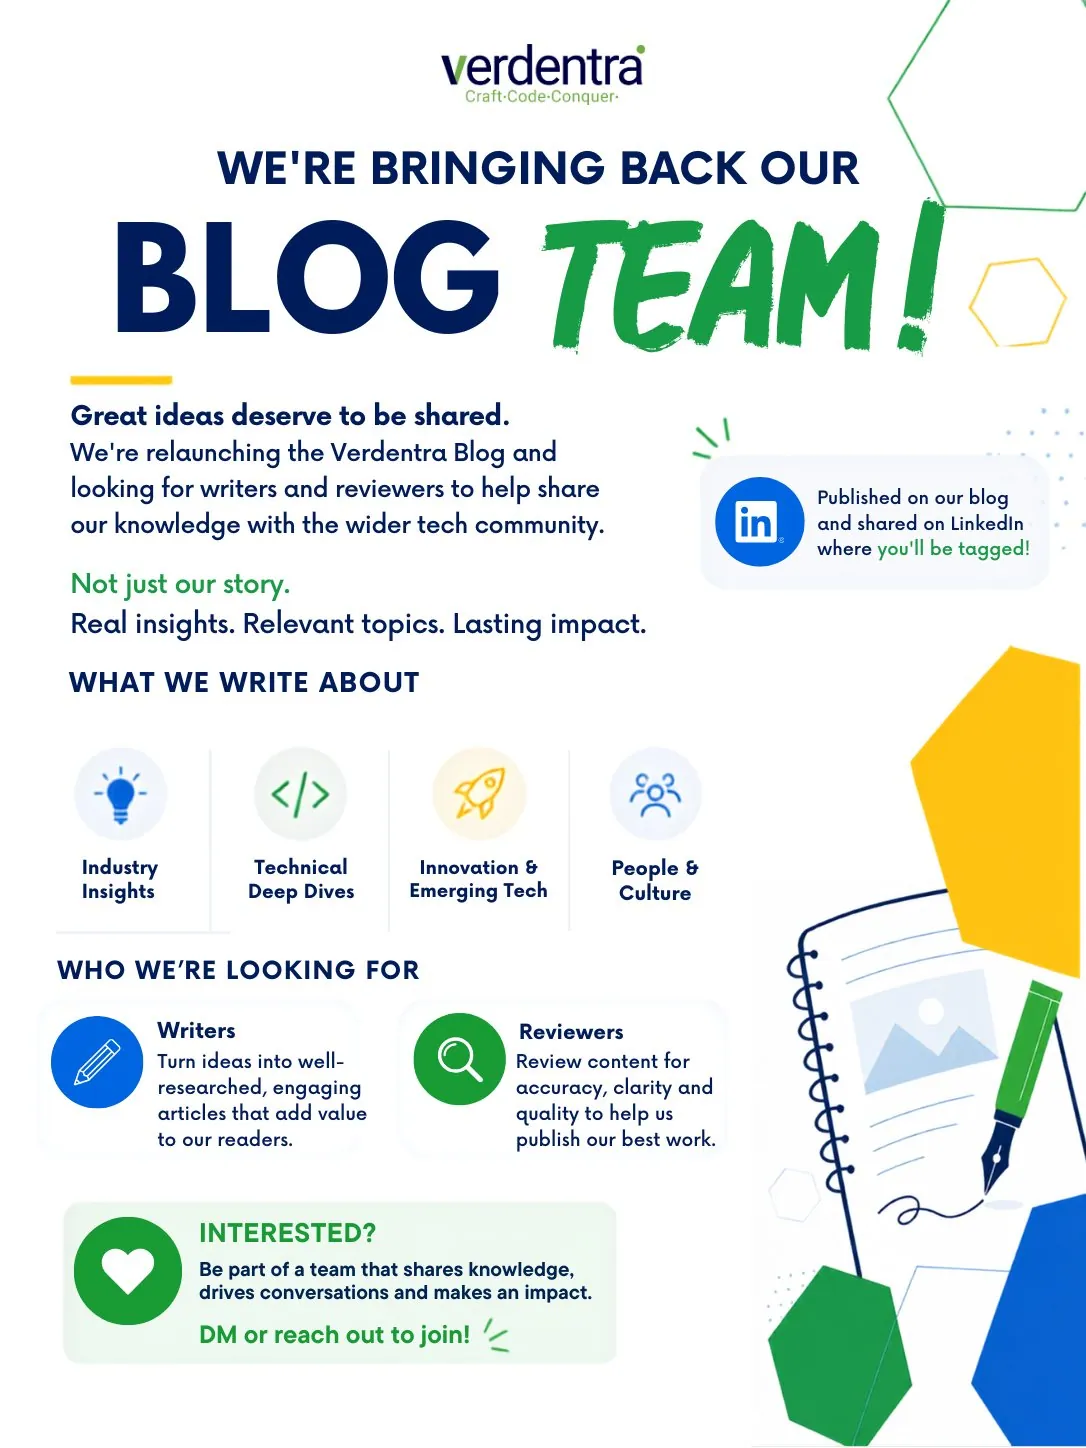 verdentra
Craft·Code·Conquer·
WE'RE BRINGING BACK OUR
BLOG TEAM!
Great ideas deserve to be shared.
We're relaunching the Verdentra Blog and
looking for writers and reviewers to help share
our knowledge with the wider tech community.
Not just our story.
Real insights. Relevant topics. Lasting impact.
in
Published on our blog
and shared on LinkedIn
where you'll be tagged!
WHAT WE WRITE ABOUT
Industry
Insights
Technical
Deep Dives
Innovation &
Emerging Tech
People &
Culture
WHO WE’RE LOOKING FOR
Writers
Turn ideas into well-
researched, engaging
articles that add value
to our readers.
Reviewers
Review content for
accuracy, clarity and
quality to help us
publish our best work.
INTERESTED?
Be part of a team that shares knowledge,
drives conversations and makes an impact.
DM or reach out to join!